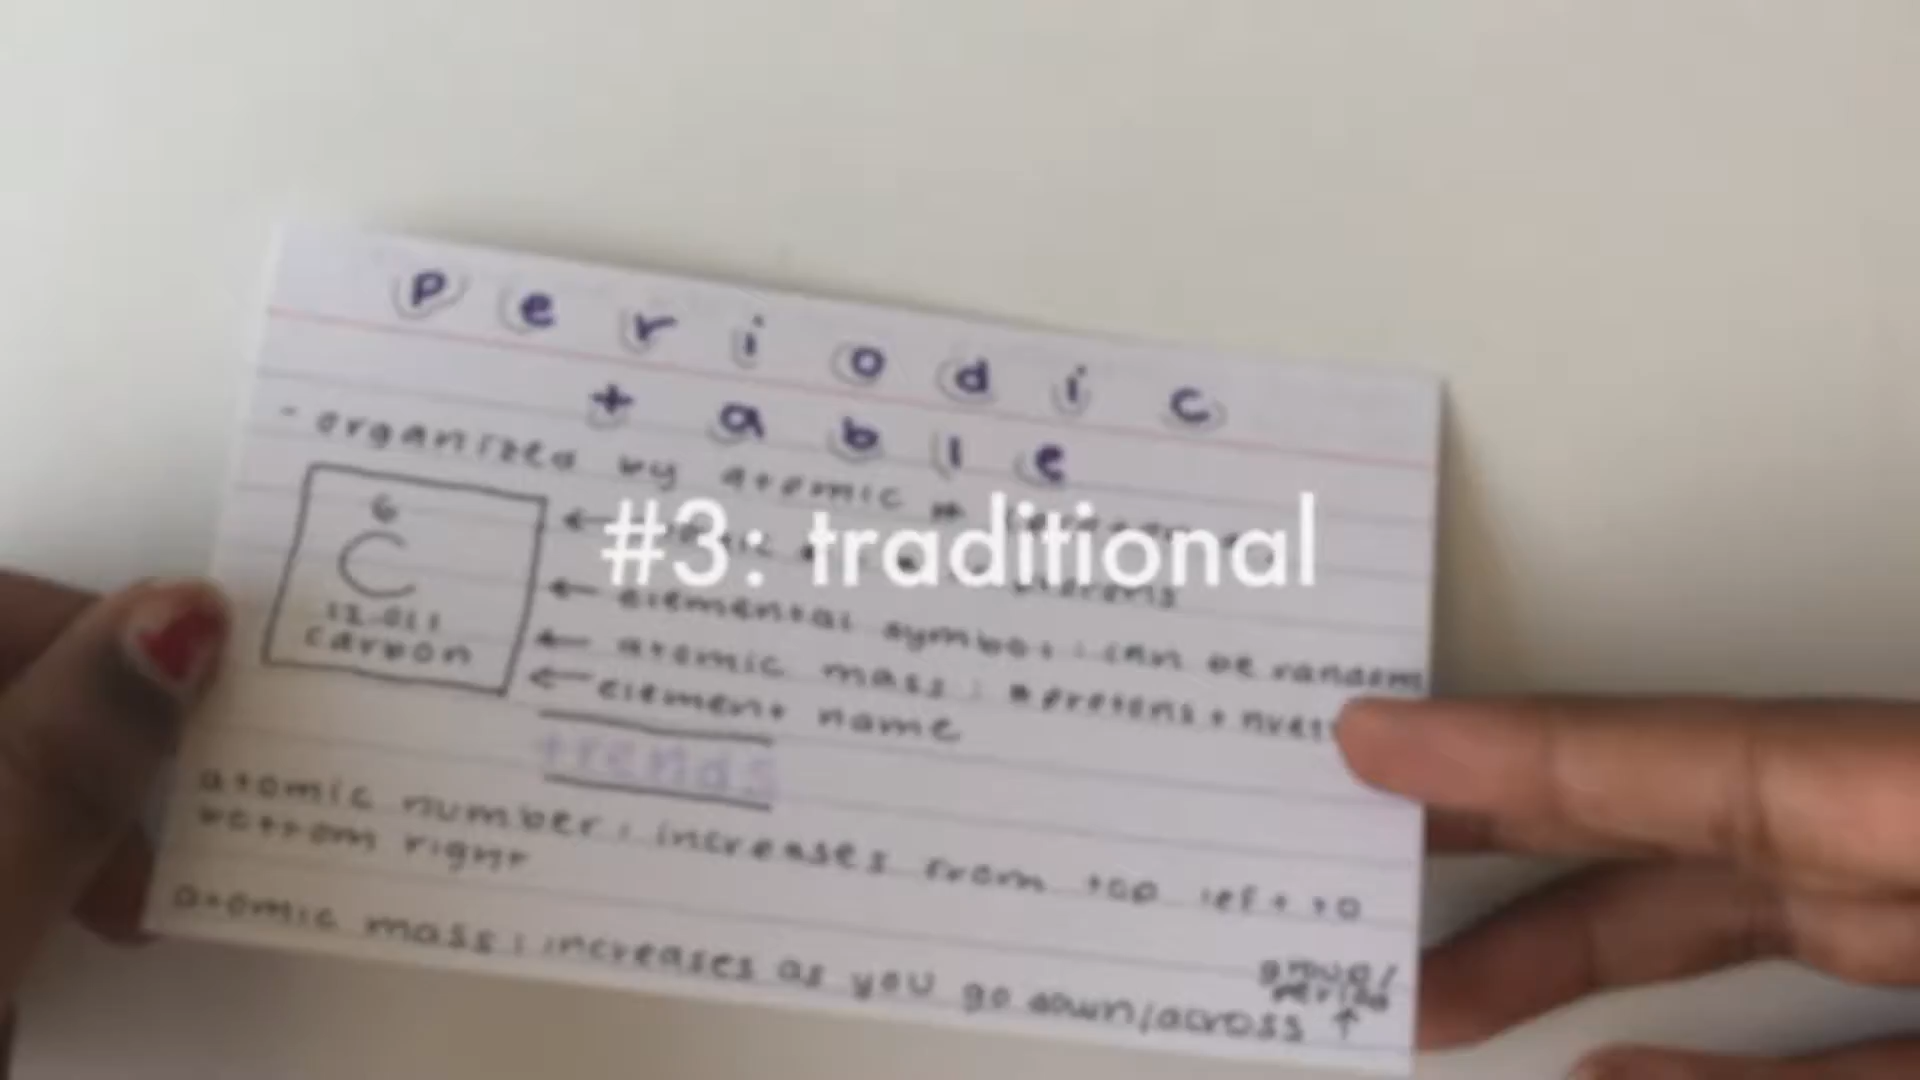 periodic
table
- organized by atomic #
6
C
12.011
carbon
#3: traditional
← elemental symbol: can be random
← atomic mass: # protons +
← element name
trends
atomic number: increases from top left to
bottom right
atomic mass: increases as you go down/across ↑
group/
period